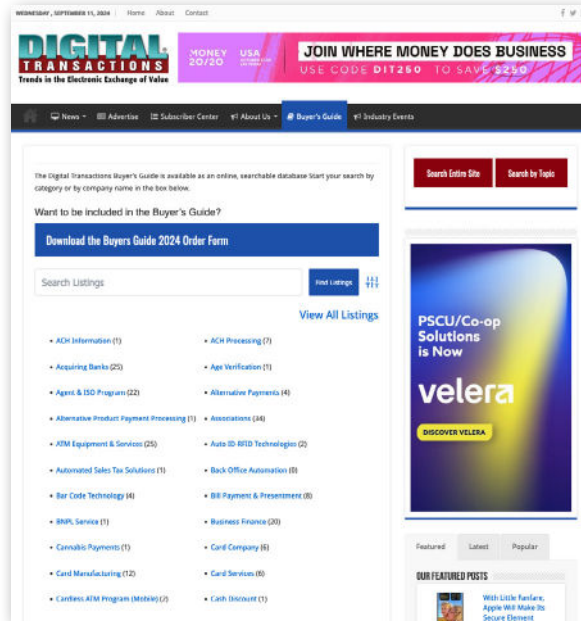 WEDNESDAY, SEPTEMBER 11, 2024 Home About Contact
DIGITAL
TRANSACTIONS
Trends in the Electronic Exchange of Value
MONEY 20/20 USA
JOIN WHERE MONEY DOES BUSINESS
USE CODE DIT250 TO SAVE $250
News Advertise Subscriber Center About Us Buyer's Guide Industry Events
The Digital Transactions Buyer's Guide is available as an online, searchable database Start your search by
category or by company name in the box below.
Want to be included in the Buyer's Guide?
Download the Buyers Guide 2024 Order Form
Search Listings
Find Listings
View All Listings
• ACH Information (1)
• ACH Processing (7)
• Acquiring Banks (25)
• Age Verification (1)
• Agent & ISO Program (22)
• Alternative Payments (4)
• Alternative Product Payment Processing (1)
• Associations (34)
• ATM Equipment & Services (25)
• Auto ID RFID Technologies (2)
• Automated Sales Tax Solutions (1)
• Back Office Automation (0)
• Bar Code Technology (4)
• Bill Payment & Presentment (8)
• BNPL Service (1)
• Business Finance (20)
• Cannabis Payments (1)
• Card Company (6)
• Card Manufacturing (12)
• Card Services (6)
• Cardless ATM Program (Mobile) (2)
• Cash Discount (1)
Search Entire Site
Search by Topic
PSCU/Co-op
Solutions
is Now
velera
DISCOVER VELERA
Featured Latest Popular
OUR FEATURED POSTS
With Little Fanfare,
Apple Will Make Its
Secure Element